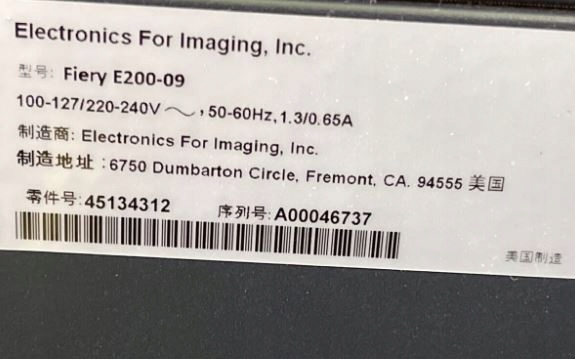 Electronics For Imaging, Inc.
型号: Fiery E200-09
100-127/220-240V ～, 50-60Hz, 1.3/0.65A
制造商: Electronics For Imaging, Inc.
制造地址:6750 Dumbarton Circle, Fremont, CA. 94555 美国
零件号:45134312 序列号:A00046737
美国制造